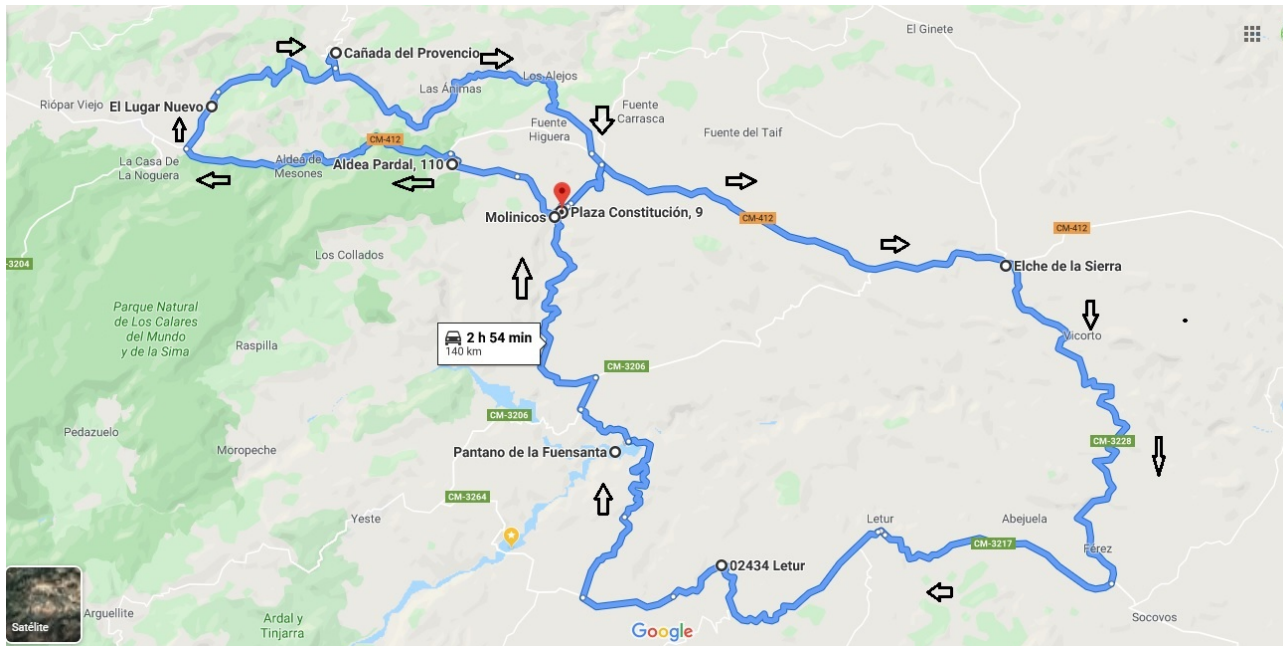 El Ginete
Cañada del Provencio
Los Alejos
Las Ánimas
Riópar Viejo
El Lugar Nuevo
Fuente
Carrasca
Fuente
Higuera
Fuente del Taif
CM-412
La Casa De
La Noguera
Aldea de
Mesones
Aldea Pardal, 110
Molinicos
Plaza Constitución, 9
CM-412
CM-412
Los Collados
CM-3204
Elche de la Sierra
Parque Natural
de Los Calares
del Mundo
y de la Sima
Raspilla
2 h 54 min
140 km
Vicorto
CM-3206
CM-3206
Pedazuelo
Moropeche
Pantano de la Fuensanta
CM-3228
CM-3264
Yeste
Letur
Abejuela
CM-3217
Férez
02434 Letur
Arguellite
Ardal y
Tinjarra
Socovos
Satélite
Google